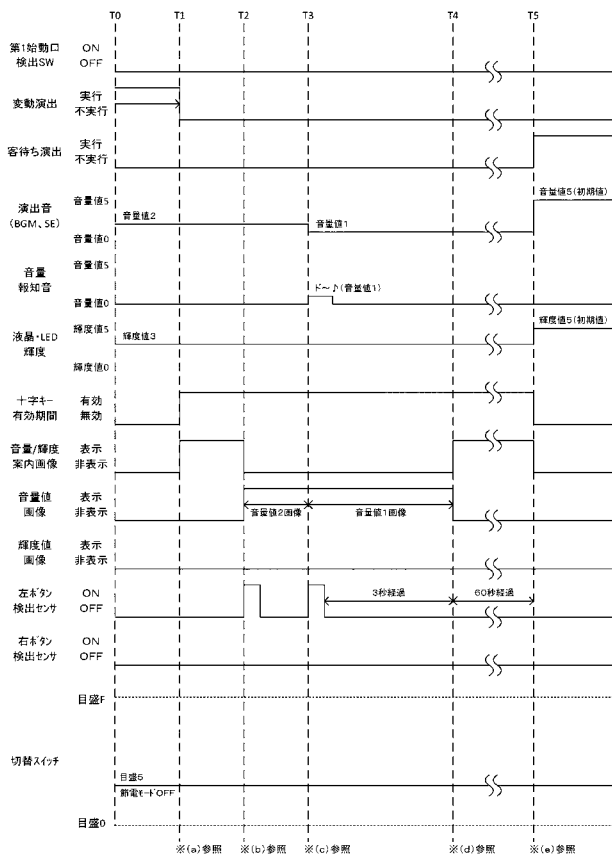 T0 T1 T2 T3 T4 T5
第1始動口 ON
検出SW OFF
変動演出 実行
不実行
客待ち演出 実行
不実行
演出音 音量値5 音量値5(初期値)
(BGM、SE) 音量値2 音量値1
音量値0
音量 音量値5
報知音 音量値0 ド～♪(音量値1)
液晶・LED 輝度値5 輝度値5(初期値)
輝度 輝度値3
輝度値0
十字キー 有効
有効期間 無効
音量/輝度 表示
案内画像 非表示
音量値 表示
画像 非表示 音量値2画像 音量値1画像
輝度値 表示
画像 非表示
左ボタン ON
検出センサ OFF 3秒経過 60秒経過
右ボタン ON
検出センサ OFF
目盛F
切替スイッチ
目盛5
節電モードOFF
目盛0
※(a)参照 ※(b)参照 ※(c)参照 ※(d)参照 ※(e)参照